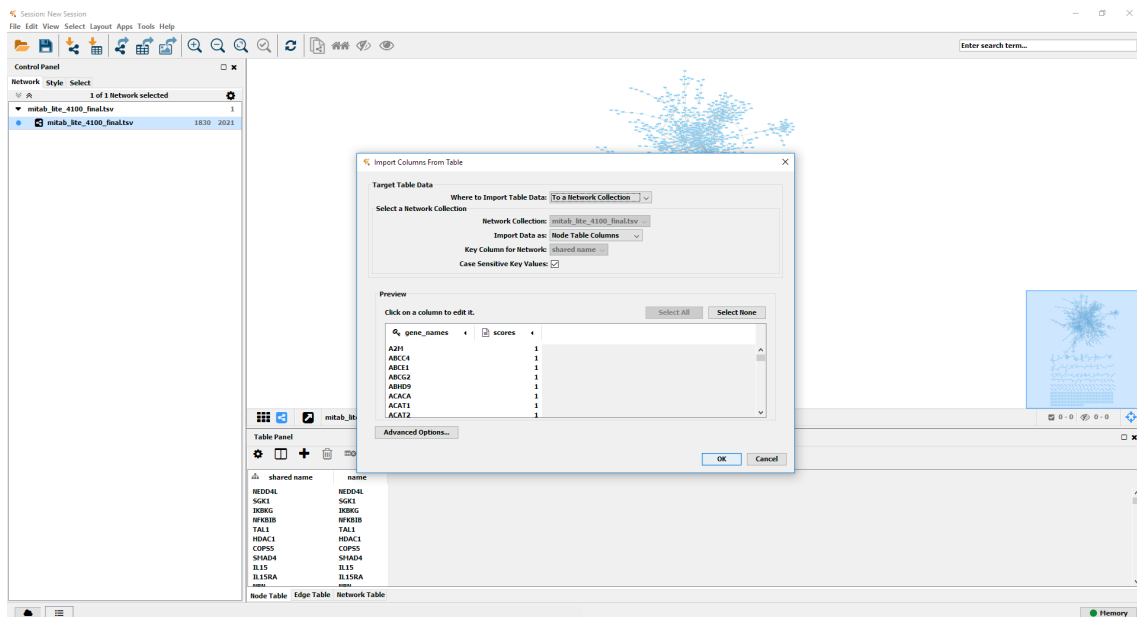 Session: New Session
File Edit View Select Layout Apps Tools Help
Enter search term...
Control Panel
Network Style Select
1 of 1 Network selected
mitab_lite_4100_final.tsv 1
mitab_lite_4100_final.tsv 1830 2021
Import Columns From Table
Target Table Data
Where to Import Table Data: To a Network Collection
Select a Network Collection
Network Collection: mitab_lite_4100_final.tsv
Import Data as: Node Table Columns
Key Column for Network: shared name
Case Sensitive Key Values:
Preview
Click on a column to edit it. Select All Select None
gene_names scores
A2M 1
ABCC4 1
ABCE1 1
ABCG2 1
ABHD9 1
ACACA 1
ACAT1 1
ACAT2 1
Advanced Options...
OK Cancel
mitab_lit
0 - 0 0 - 0
Table Panel
shared name name
NEDD4L NEDD4L
SGK1 SGK1
IKBKG IKBKG
NFKBIB NFKBIB
TAL1 TAL1
HDAC1 HDAC1
COPS5 COPS5
SMAD4 SMAD4
IL15 IL15
IL15RA IL15RA
Node Table Edge Table Network Table
Memory